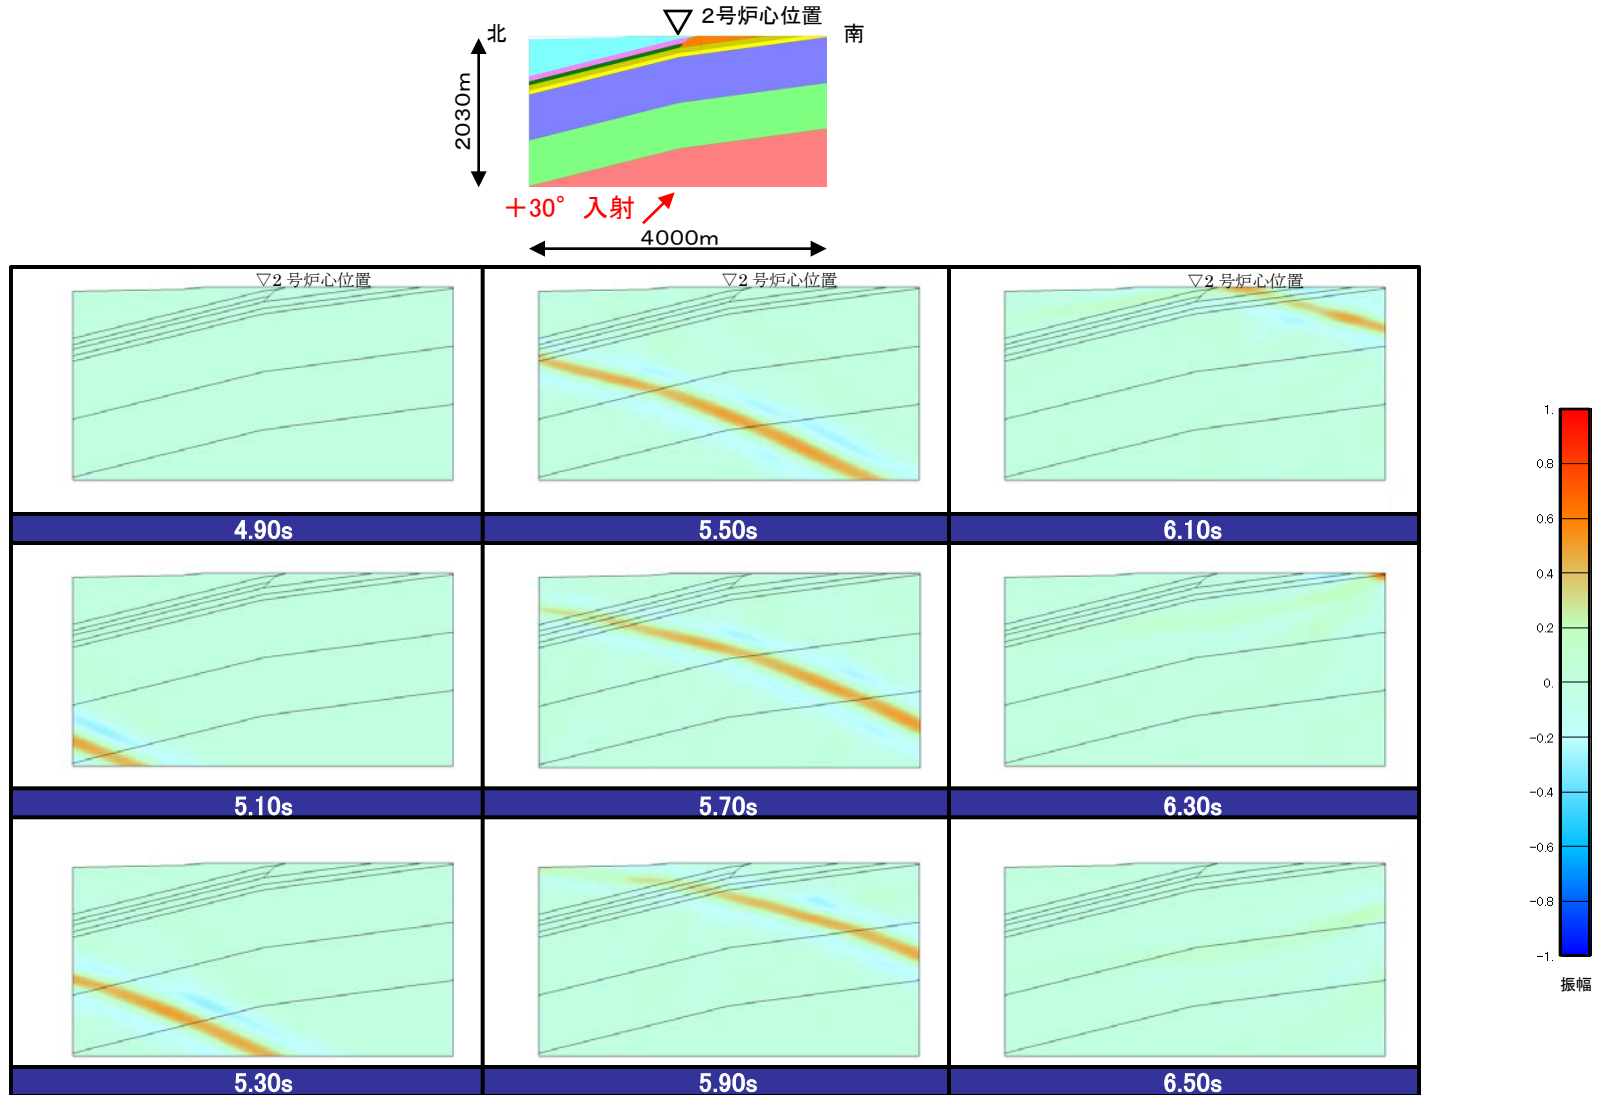 ▽ 2号炉心位置
北
南
2030m
+30° 入射
4000m
▽2 号炉心位置
▽2 号炉心位置
▽2 号炉心位置
4.90s
5.50s
6.10s
5.10s
5.70s
6.30s
5.30s
5.90s
6.50s
1.
0.8
0.6
0.4
0.2
0.
-0.2
-0.4
-0.6
-0.8
-1.
振幅